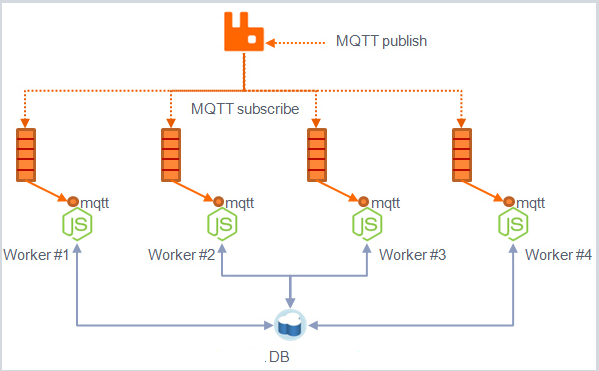 MQTT publish
MQTT subscribe
mqtt mqtt mqtt mqtt
JS JS JS JS
Worker #1 Worker #2 Worker #3 Worker #4
. DB